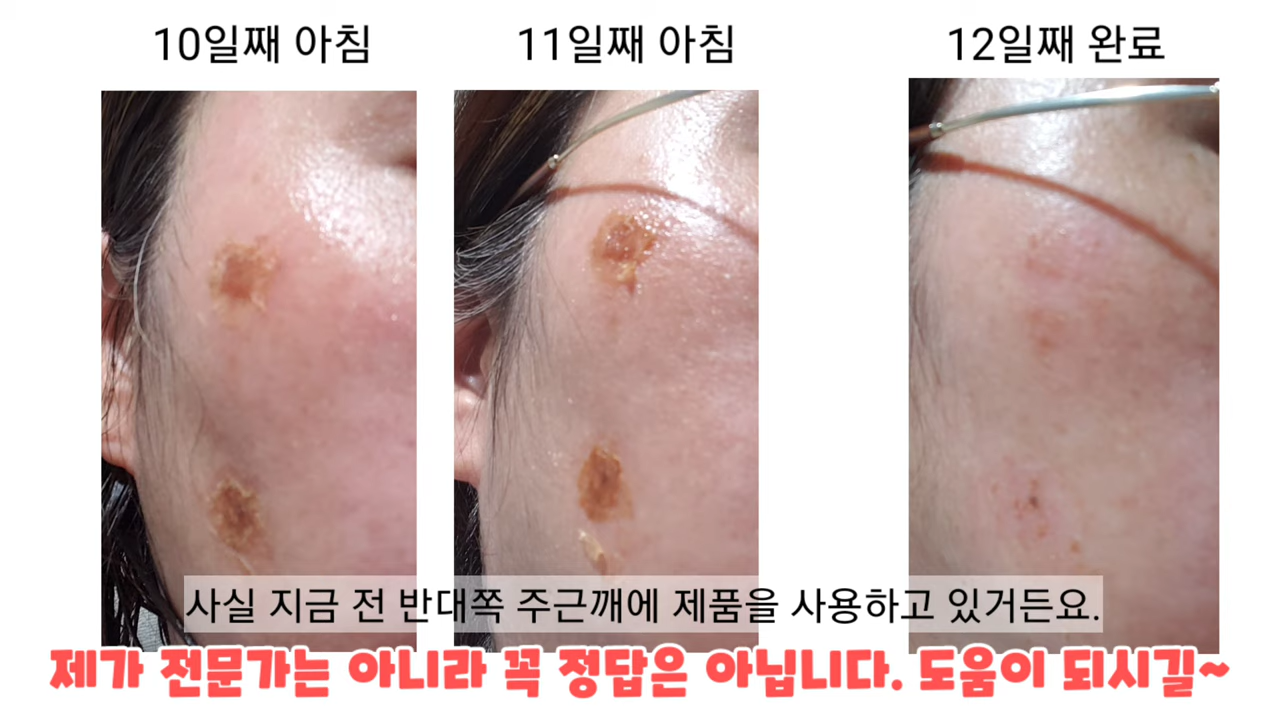 10일째 아침
11일째 아침
12일째 완료
사실 지금 전 반대쪽 주근깨에 제품을 사용하고 있거든요.
제가 전문가는 아니라 꼭 정답은 아닙니다. 도움이 되시길~